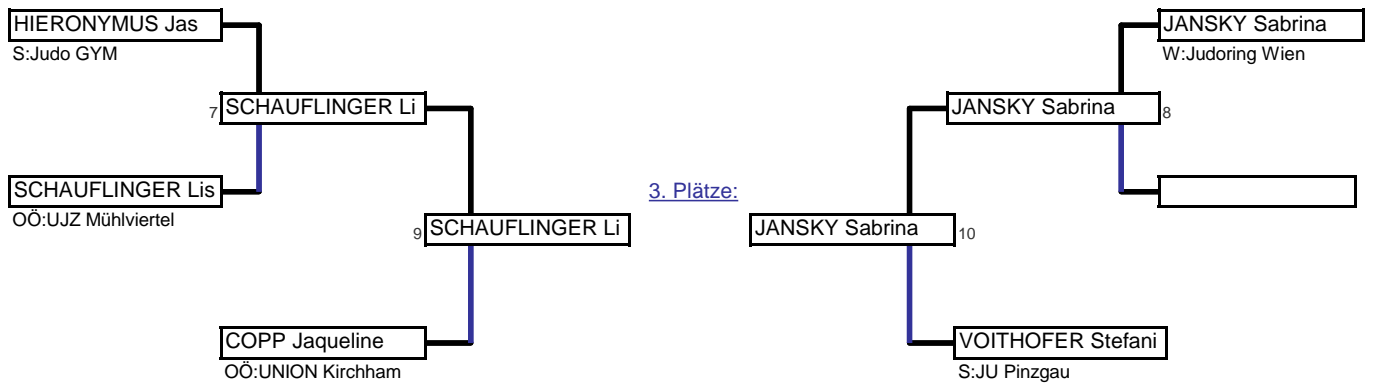 HIERONYMUS Jas
S:Judo GYM
7 SCHAUFLINGER Li
SCHAUFLINGER Lis
OÖ:UJZ Mühlviertel
9 SCHAUFLINGER Li
COPP Jaqueline
OÖ:UNION Kirchham
3. Plätze:
JANSKY Sabrina
W:Judoring Wien
JANSKY Sabrina 8
JANSKY Sabrina 10
VOITHOFER Stefani
S:JU Pinzgau